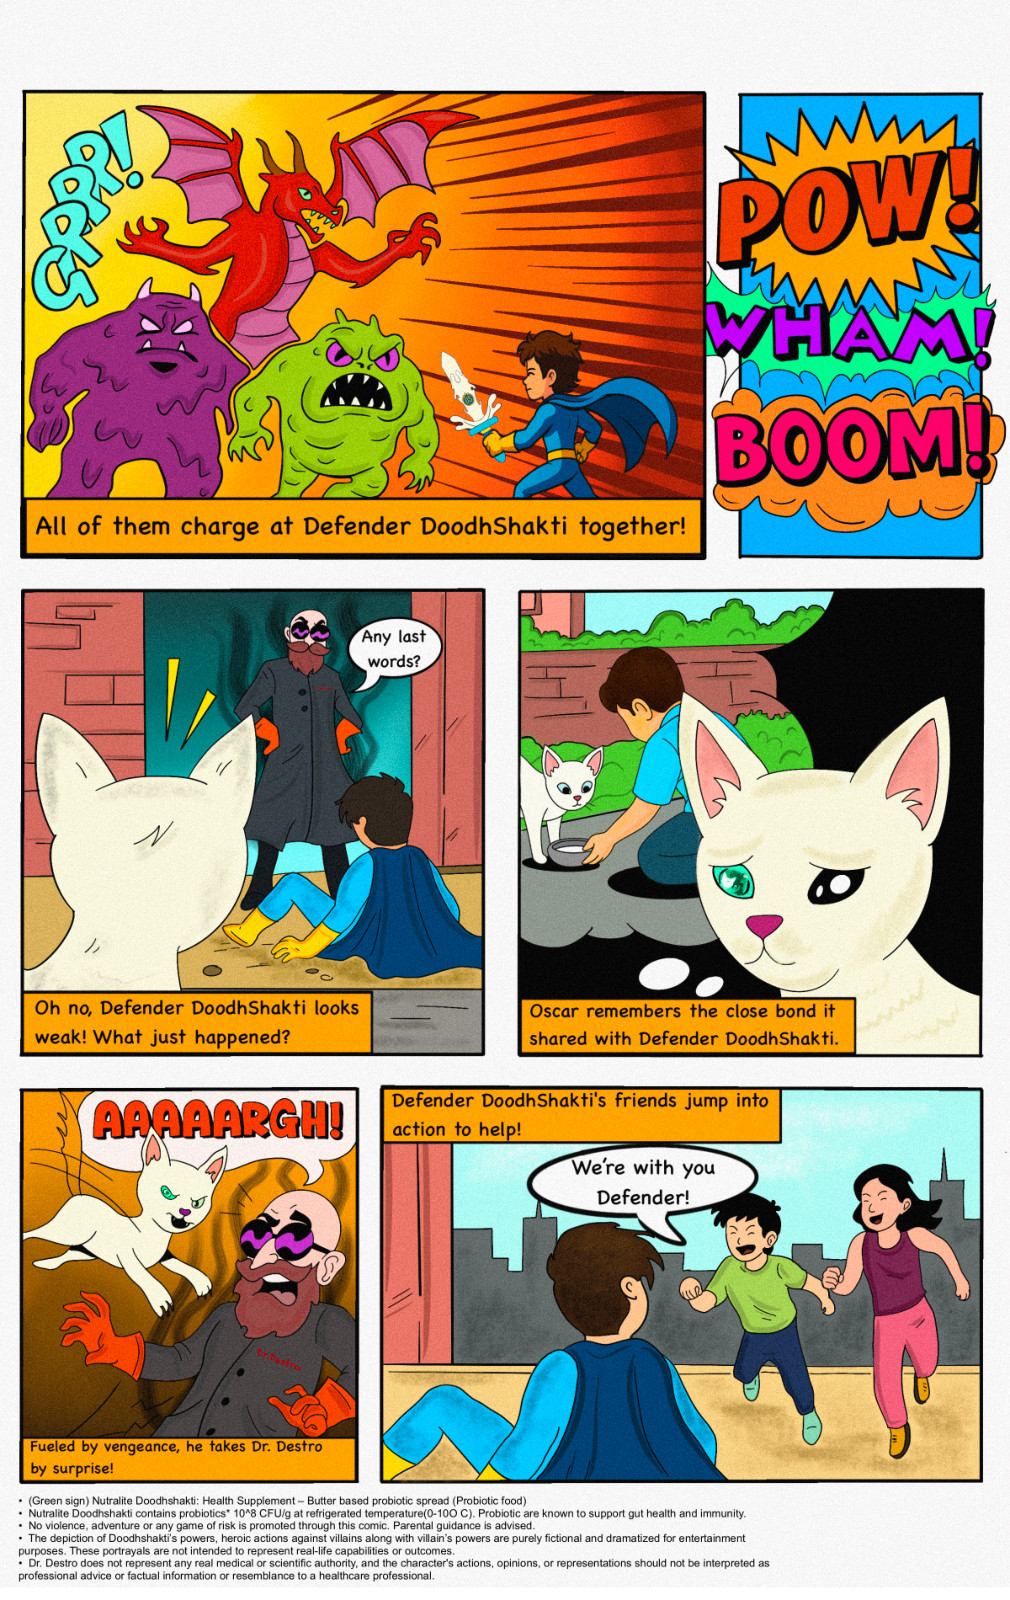 GRRR!
POW!
WHAM!
BOOM!
All of them charge at Defender DoodhShakti together!
Any last
words?
Oh no, Defender DoodhShakti looks
weak! What just happened?
Oscar remembers the close bond it
shared with Defender DoodhShakti.
AAAAAARGH!
Dr. Destro
Fueled by vengeance, he takes Dr. Destro
by surprise!
Defender DoodhShakti's friends jump into
action to help!
We're with you
Defender!
• (Green sign) Nutralite Doodhshakti: Health Supplement – Butter based probiotic spread (Probiotic food)
• Nutralite Doodhshakti contains probiotics* 10^8 CFU/g at refrigerated temperature(0-10O C). Probiotic are known to support gut health and immunity.
• No violence, adventure or any game of risk is promoted through this comic. Parental guidance is advised.
• The depiction of Doodhshakti's powers, heroic actions against villains along with villain's powers are purely fictional and dramatized for entertainment
purposes. These portrayals are not intended to represent real-life capabilities or outcomes.
• Dr. Destro does not represent any real medical or scientific authority, and the character's actions, opinions, or representations should not be interpreted as
professional advice or factual information or resemblance to a healthcare professional.